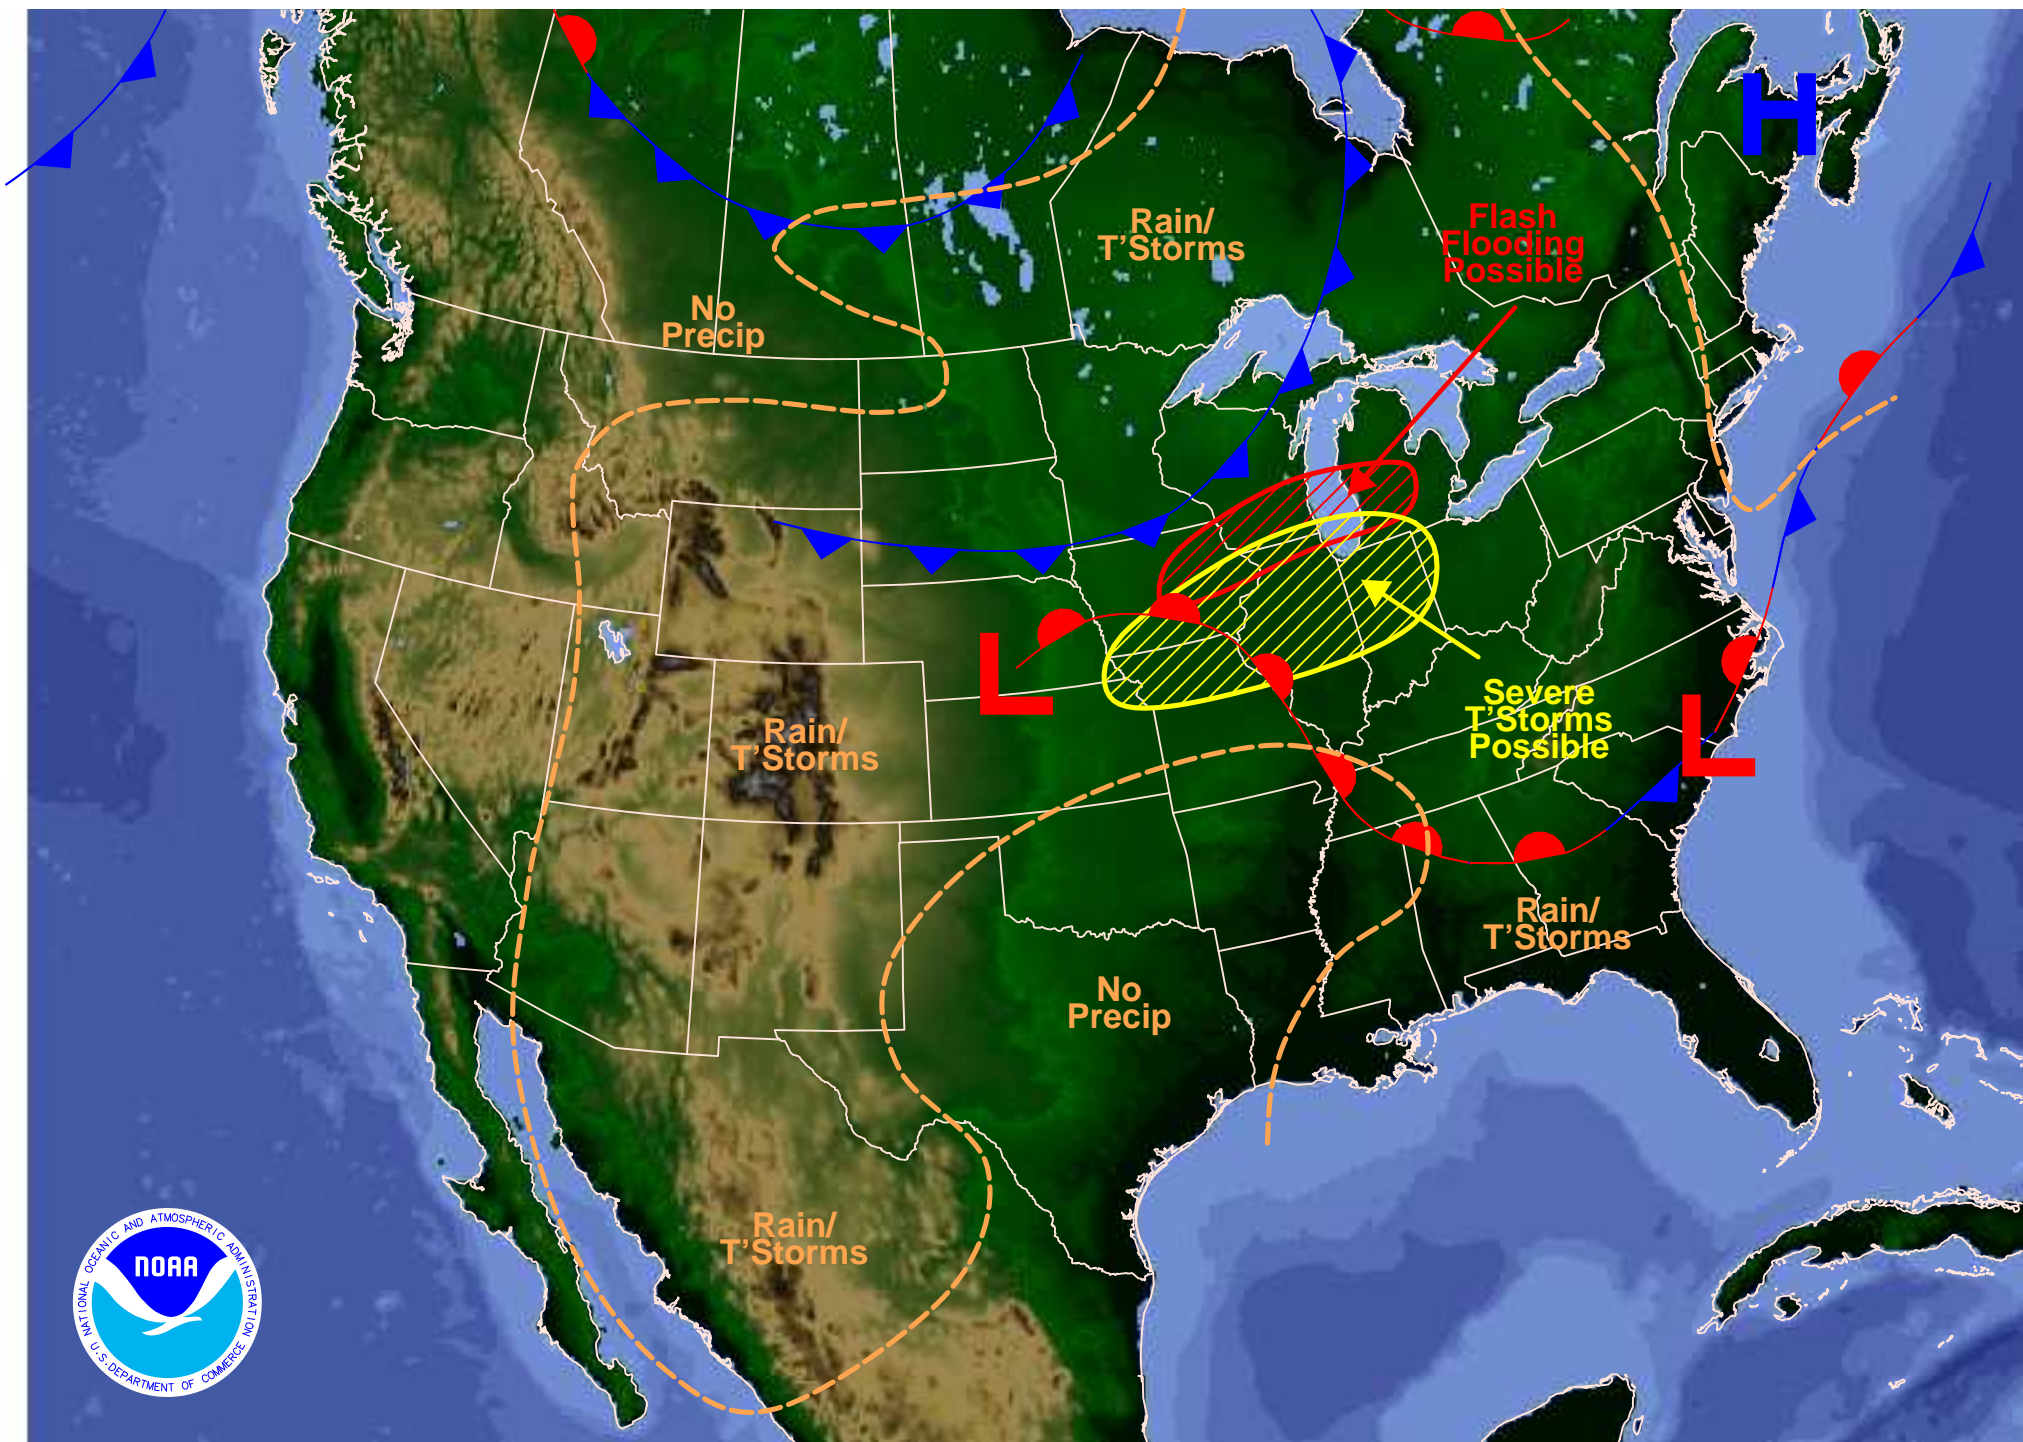 H
Rain/
T'Storms
Flash
Flooding
Possible
No
Precip
L
Severe
T'Storms
Possible
L
Rain/
T'Storms
Rain/
T'Storms
No
Precip
Rain/
T'Storms
NATIONAL OCEANIC AND ATMOSPHERIC ADMINISTRATION
NOAA
U.S. DEPARTMENT OF COMMERCE